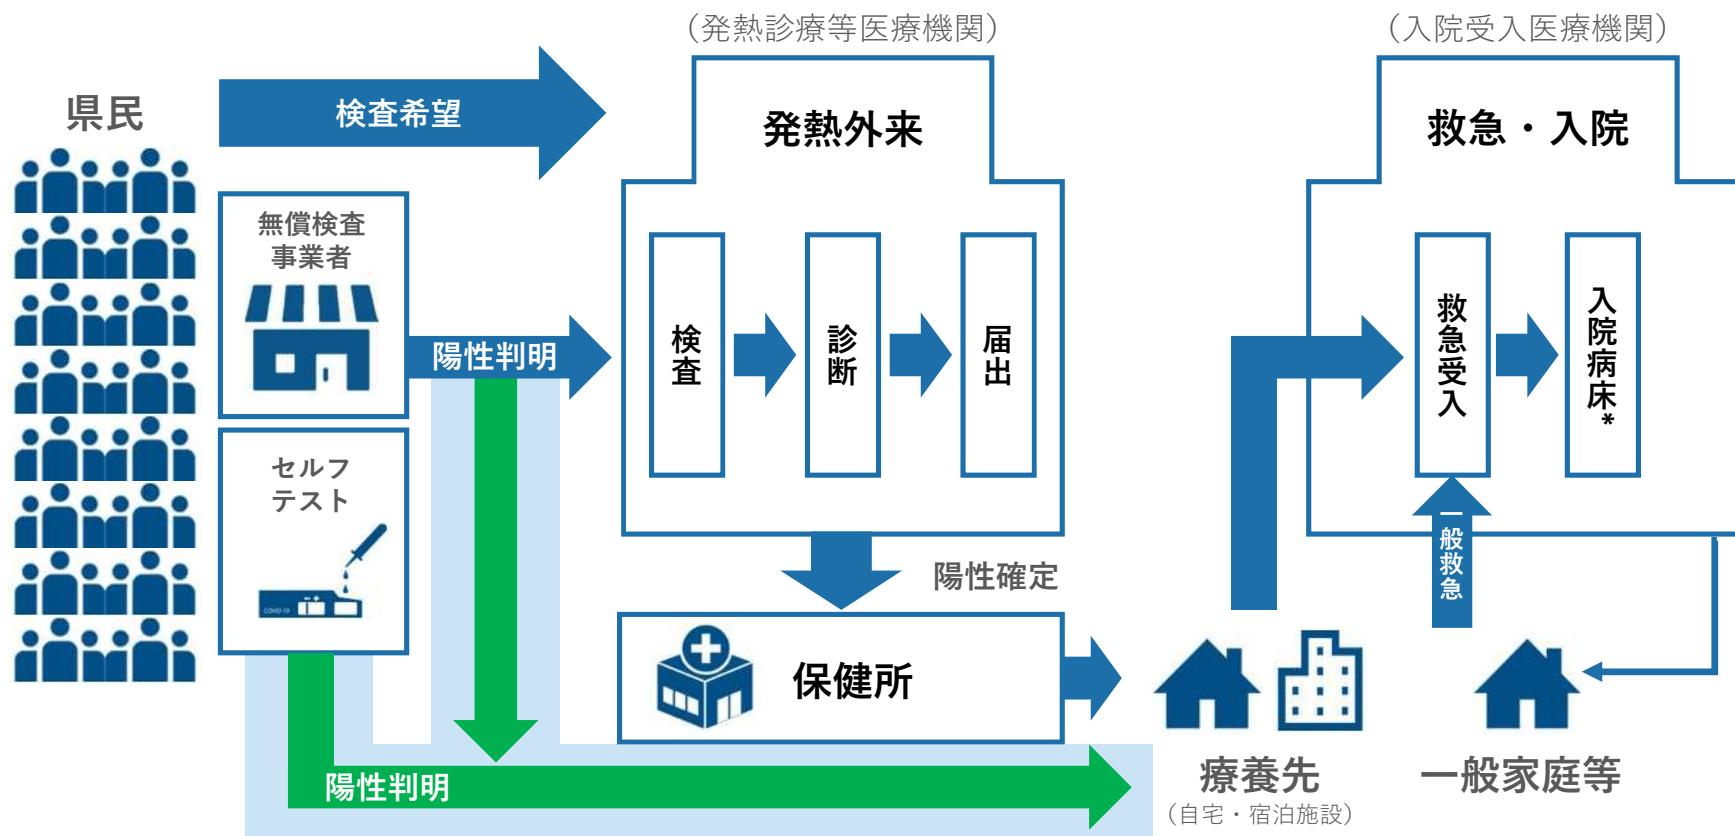 県民
検査希望
無償検査
事業者
陽性判明
セルフ
テスト
COVID-19
陽性判明
（発熱診療等医療機関）
発熱外来
検査
診断
届出
陽性確定
保健所
（入院受入医療機関）
救急・入院
救急受入
入院病床*
一般救急
療養先
（自宅・宿泊施設）
一般家庭等